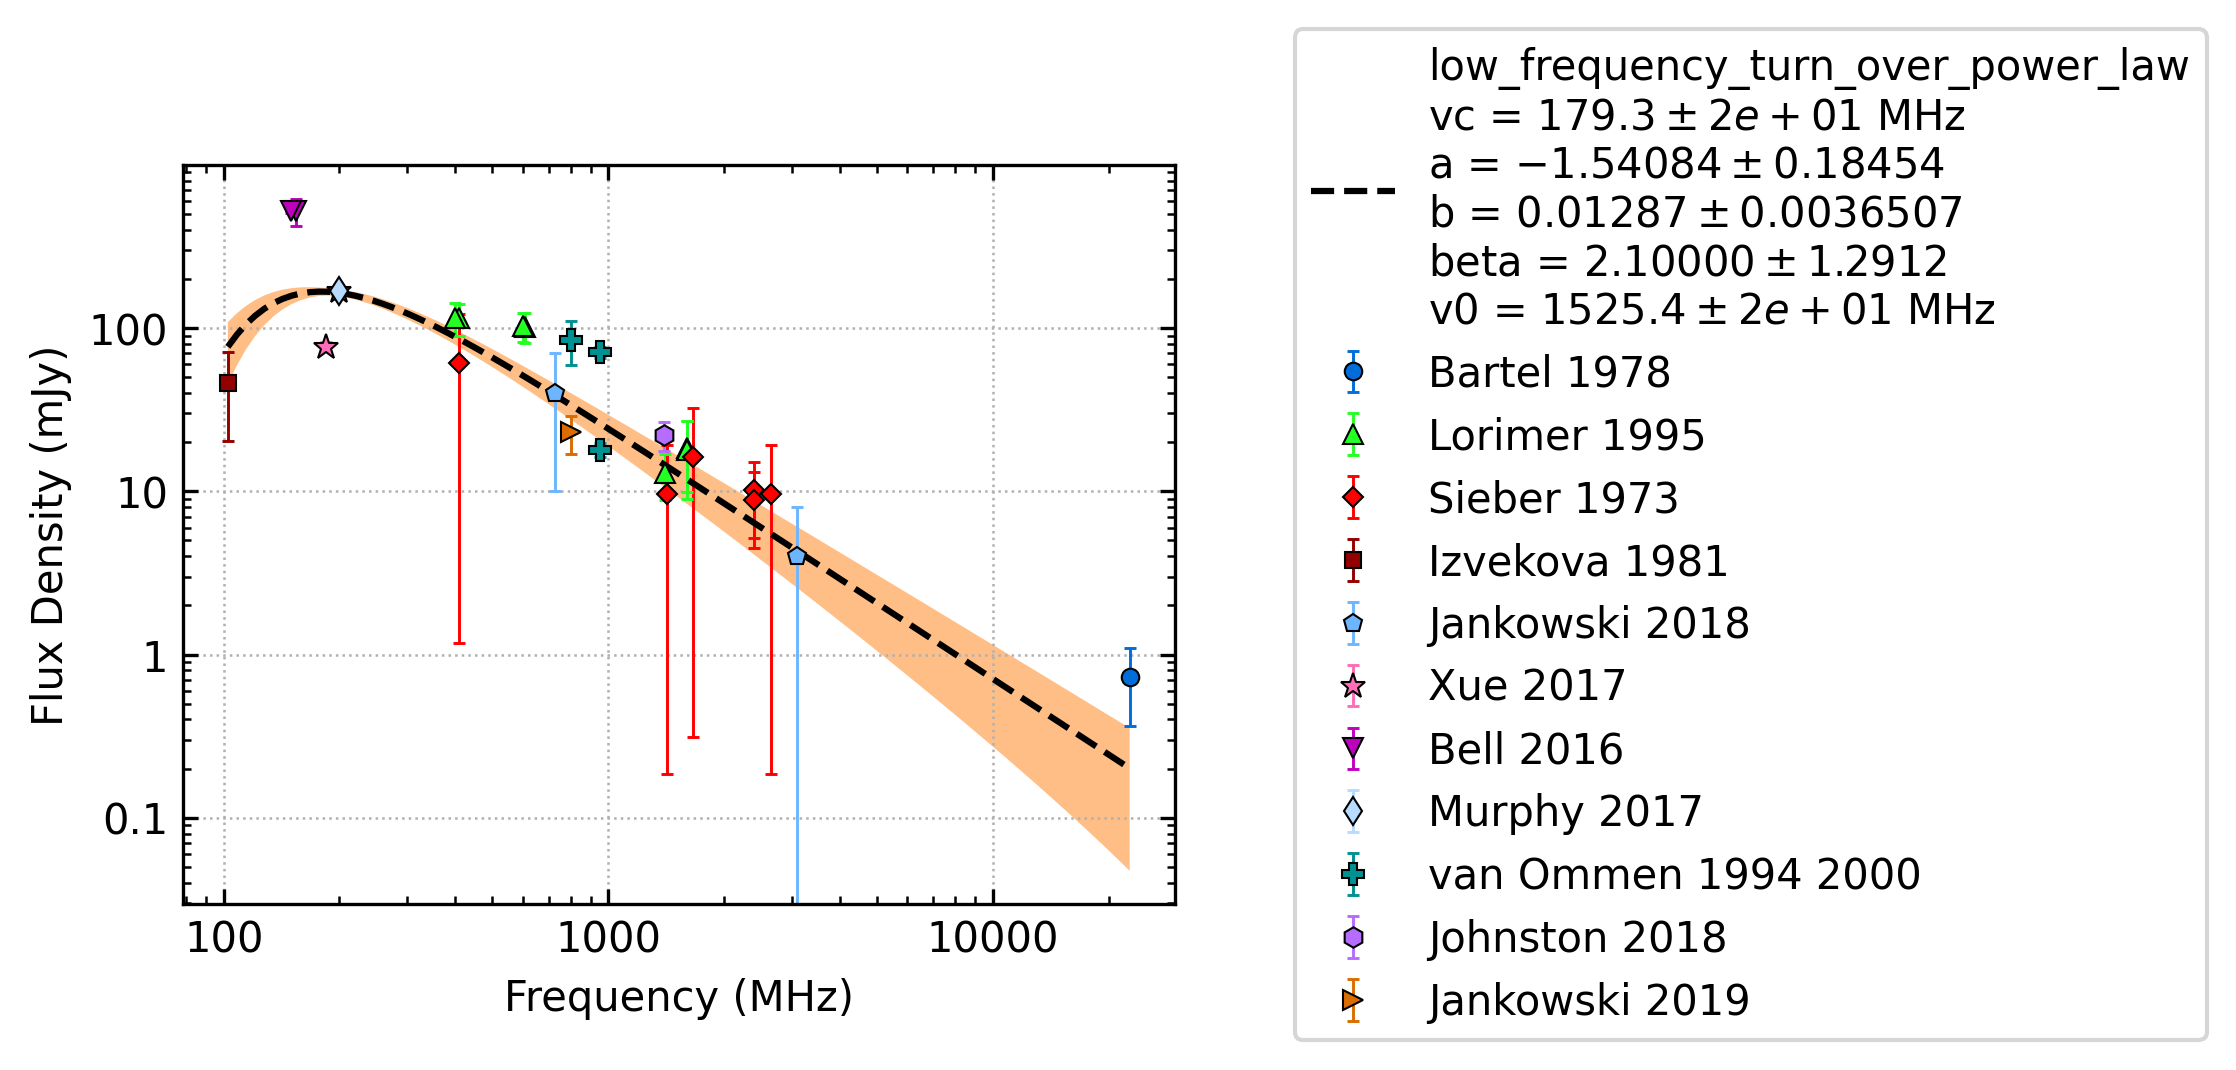 low_frequency_turn_over_power_law
vc = 179.3 ± 2e + 01 MHz
a = −1.54084 ± 0.18454
b = 0.01287 ± 0.0036507
beta = 2.10000 ± 1.2912
v0 = 1525.4 ± 2e + 01 MHz
Bartel 1978
Lorimer 1995
Sieber 1973
Izvekova 1981
Jankowski 2018
Xue 2017
Bell 2016
Murphy 2017
van Ommen 1994 2000
Johnston 2018
Jankowski 2019
Flux Density (mJy)
100
10
1
0.1
100
1000
10000
Frequency (MHz)